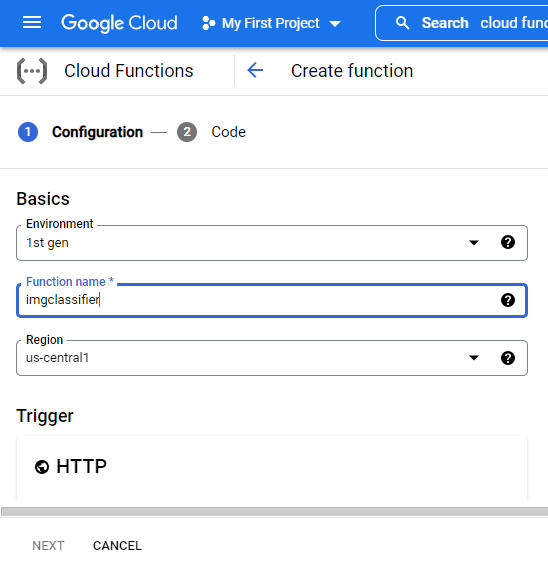 Google Cloud My First Project Search cloud func
Cloud Functions Create function
1 Configuration — 2 Code
Basics
Environment
1st gen
Function name *
imgclassifier
Region
us-central1
Trigger
HTTP
NEXT CANCEL